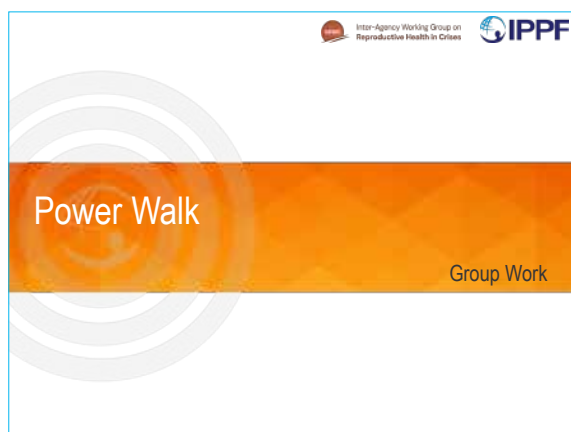 Inter-Agency Working Group on
Reproductive Health in Crises
IPPF
Power Walk
Group Work